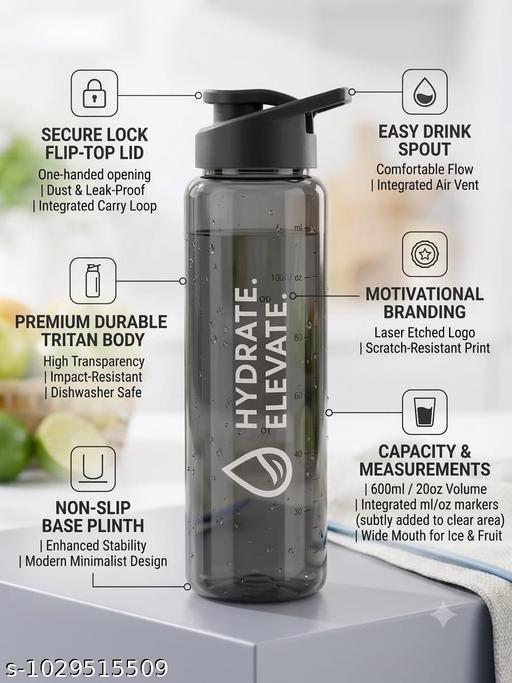 SECURE LOCK
FLIP-TOP LID
One-handed opening
| Dust & Leak-Proof
| Integrated Carry Loop
EASY DRINK
SPOUT
Comfortable Flow
| Integrated Air Vent
PREMIUM DURABLE
TRITAN BODY
High Transparency
| Impact-Resistant
| Dishwasher Safe
MOTIVATIONAL
BRANDING
Laser Etched Logo
| Scratch-Resistant Print
NON-SLIP
BASE PLINTH
| Enhanced Stability
| Modern Minimalist Design
CAPACITY &
MEASUREMENTS
| 600ml / 20oz Volume
| Integrated ml/oz markers
(subtly added to clear area)
| Wide Mouth for Ice & Fruit
HYDRATE.
ELEVATE.
ml
80
60
40
30
s-1029515509